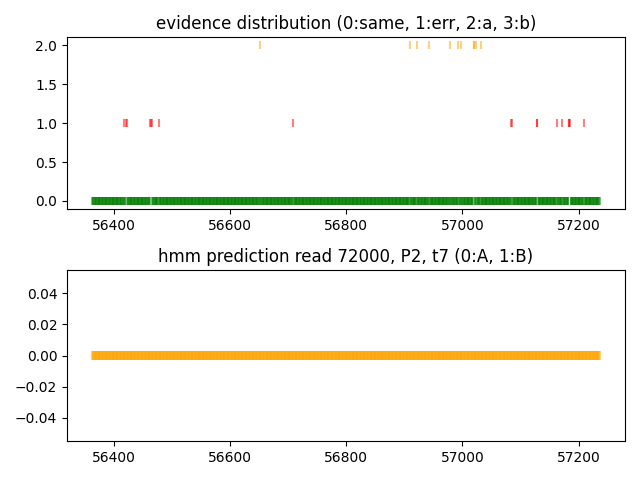 evidence distribution (0:same, 1:err, 2:a, 3:b)
2.0
1.5
1.0
0.5
0.0
56400 56600 56800 57000 57200
hmm prediction read 72000, P2, t7 (0:A, 1:B)
0.04
0.02
0.00
−0.02
−0.04
56400 56600 56800 57000 57200